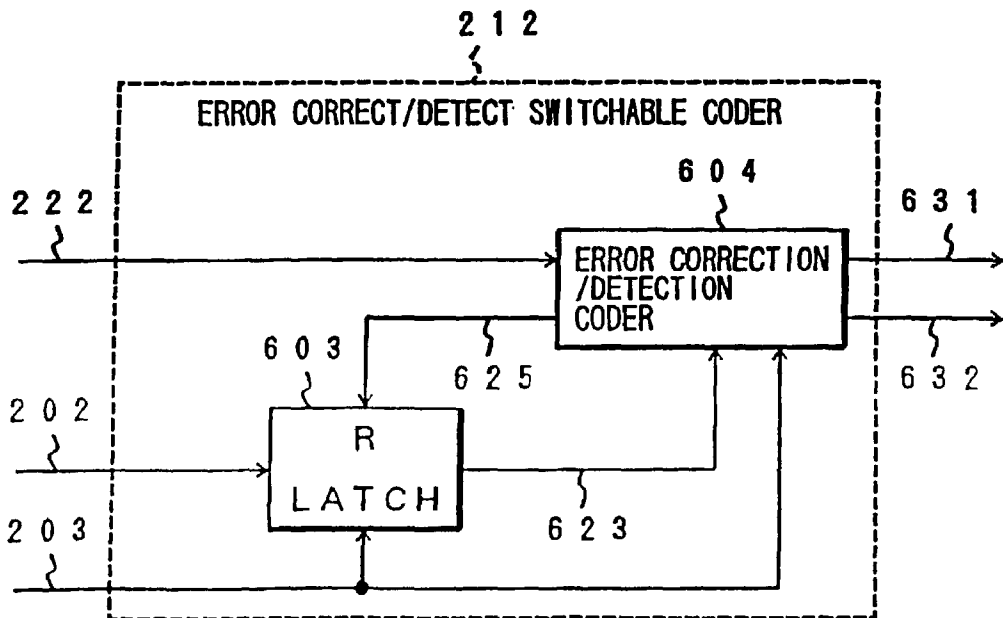 212
ERROR CORRECT/DETECT SWITCHABLE CODER
604
222
631
ERROR CORRECTION
/DETECTION
CODER
603
625
632
202
R
LATCH
623
203